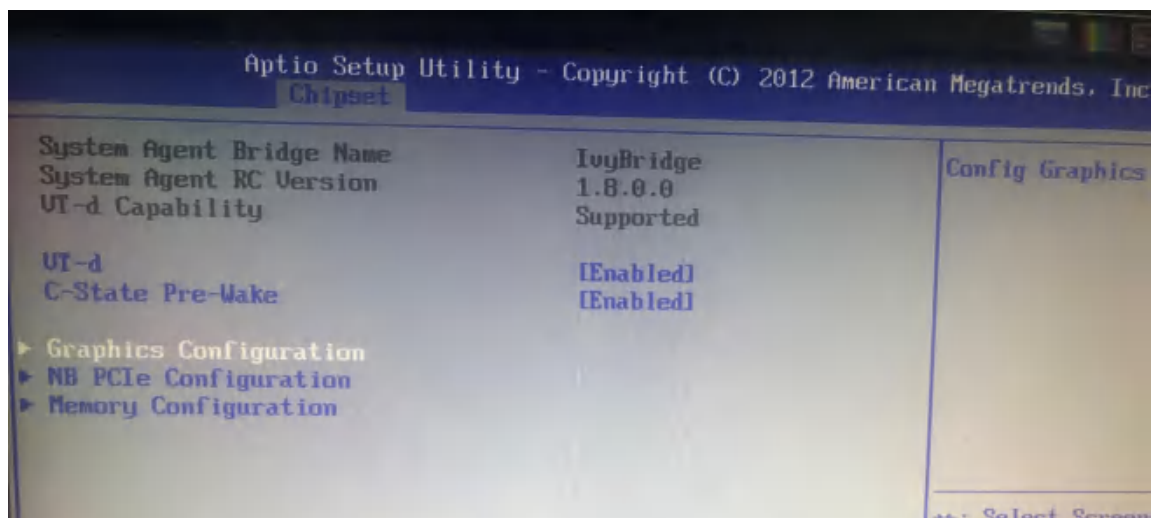 Aptio Setup Utility - Copyright (C) 2012 American Megatrends, Inc
Chipset
System Agent Bridge Name IvyBridge
System Agent RC Version 1.8.0.0
VT-d Capability Supported
VT-d [Enabled]
C-State Pre-Wake [Enabled]
► Graphics Configuration
► NB PCIe Configuration
► Memory Configuration
Config Graphics
: Select Screen